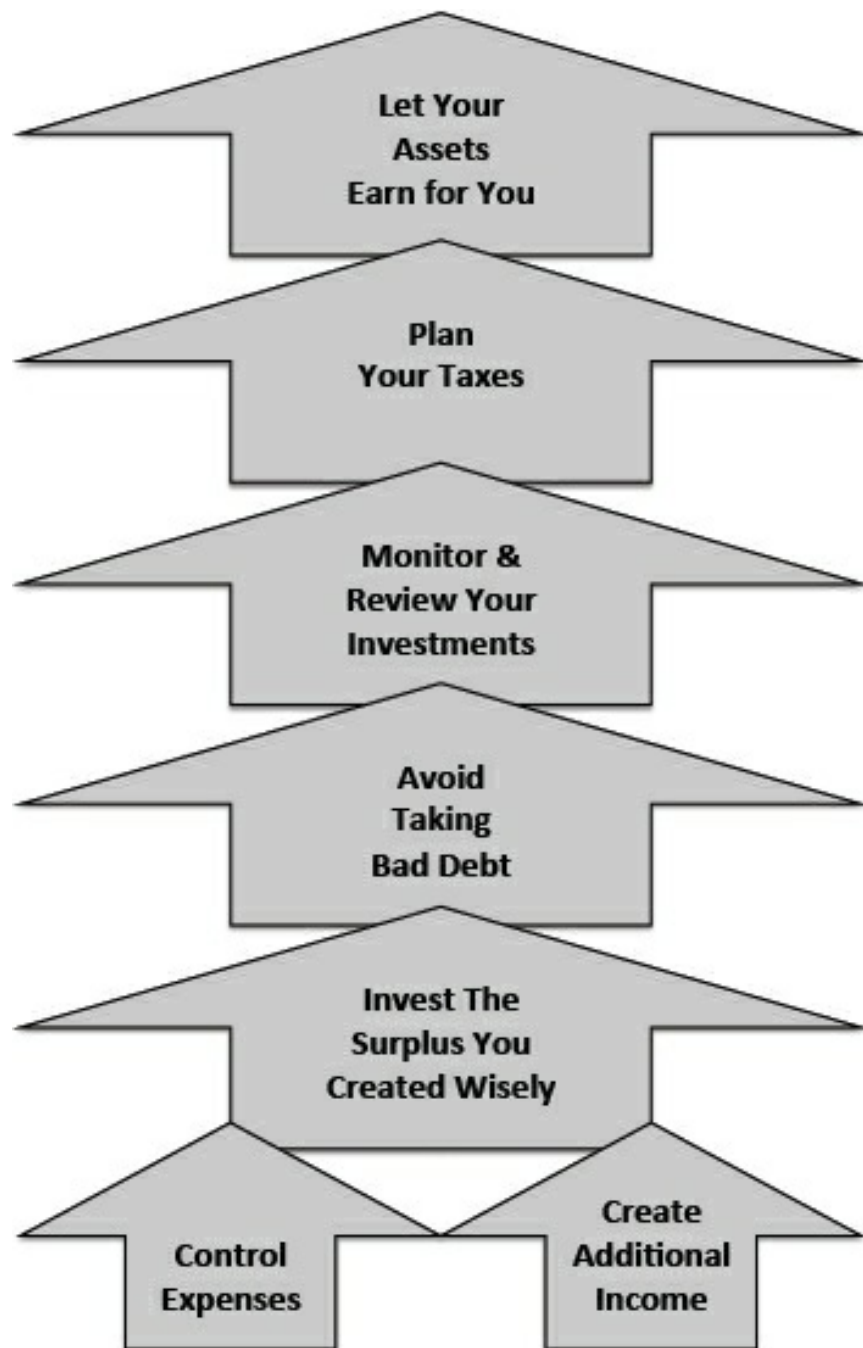 Let Your
Assets
Earn for You
Plan
Your Taxes
Monitor &
Review Your
Investments
Avoid
Taking
Bad Debt
Invest The
Surplus You
Created Wisely
Control
Expenses
Create
Additional
Income